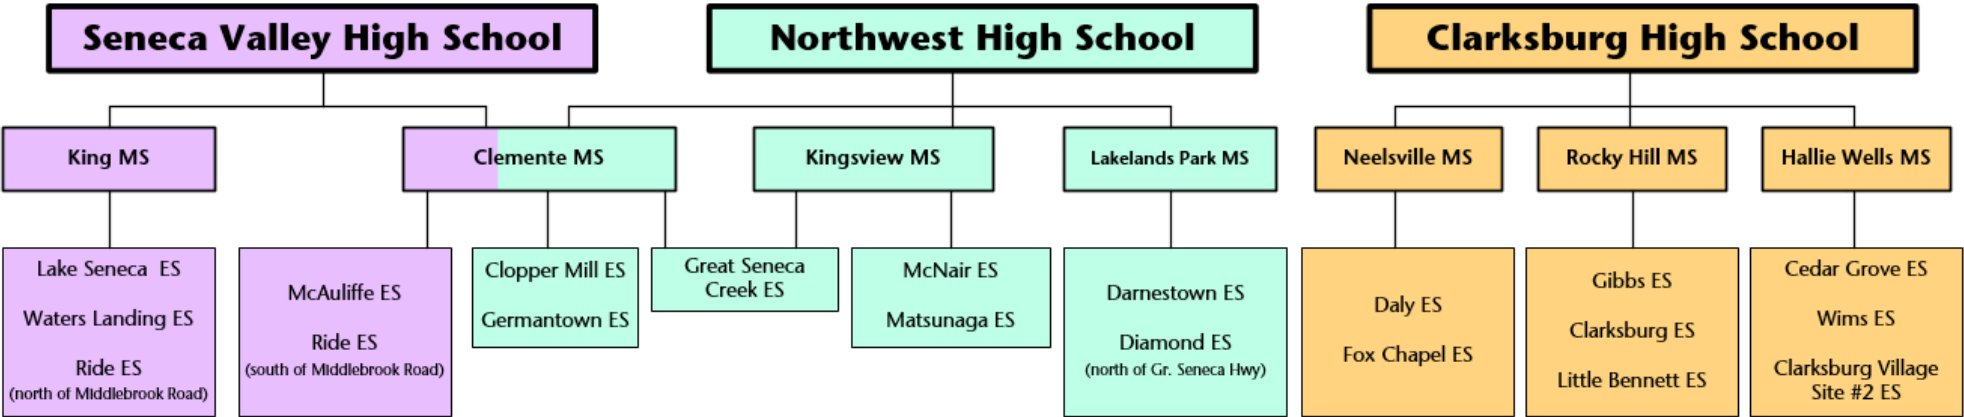 Seneca Valley High School
Northwest High School
Clarksburg High School
King MS
Clemente MS
Kingsview MS
Lakelands Park MS
Neelsville MS
Rocky Hill MS
Hallie Wells MS
Lake Seneca ES
Waters Landing ES
Ride ES
(north of Middlebrook Road)
McAuliffe ES
Ride ES
(south of Middlebrook Road)
Clopper Mill ES
Germantown ES
Great Seneca
Creek ES
McNair ES
Matsunaga ES
Darnestown ES
Diamond ES
(north of Gr. Seneca Hwy)
Daly ES
Fox Chapel ES
Gibbs ES
Clarksburg ES
Little Bennett ES
Cedar Grove ES
Wims ES
Clarksburg Village
Site #2 ES